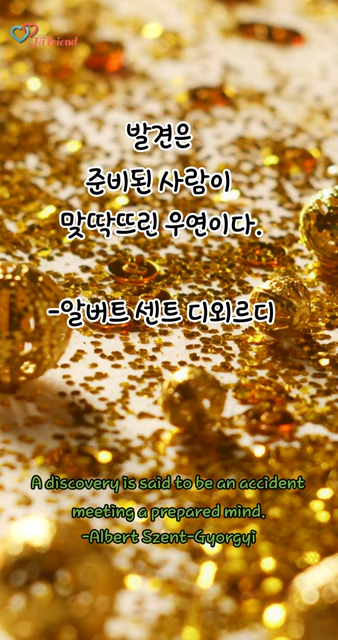 Hi friend
발견은
준비된 사람이
맞딱뜨린 우연이다.
-알버트 센트 디외르디
A discovery is said to be an accident
meeting a prepared mind.
-Albert Szent-Gyorgyi